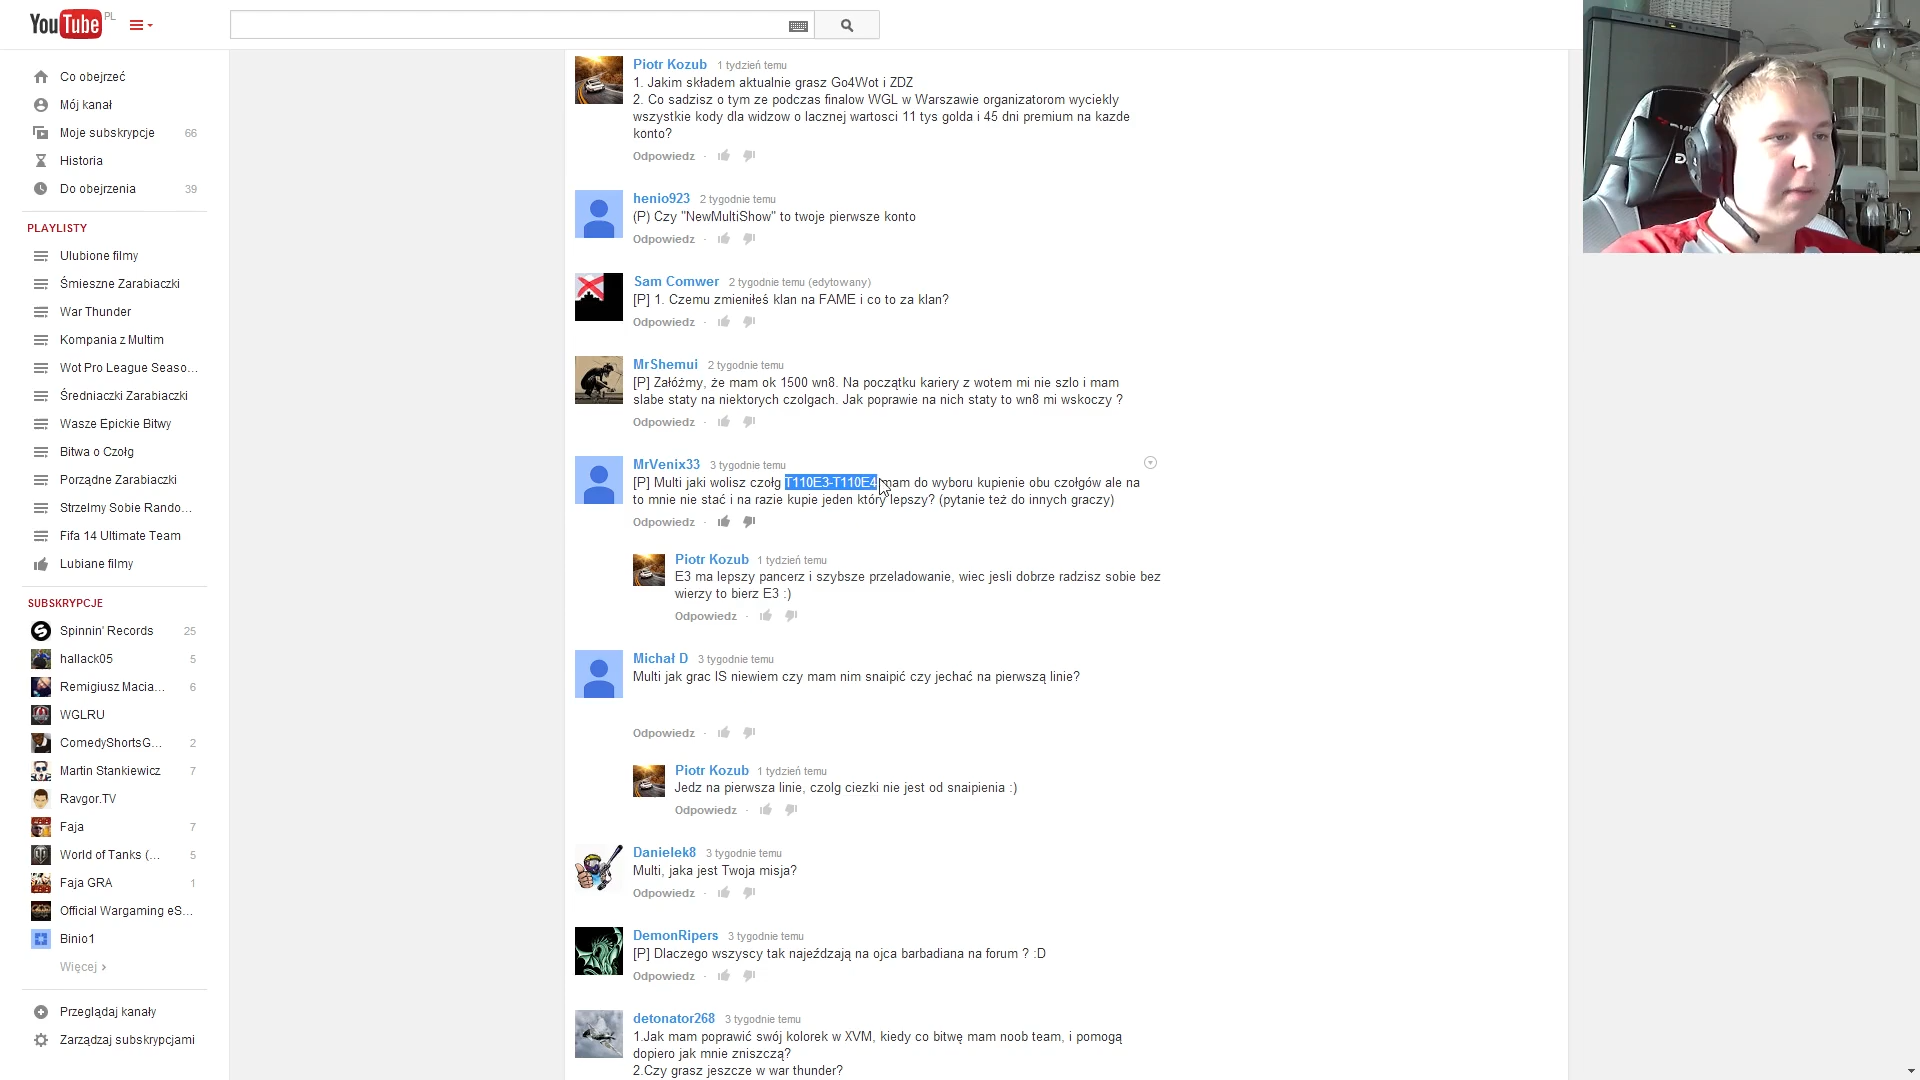 YouTube PL
Co obejrzeć
Mój kanał
Moje subskrypcje 66
Historia
Do obejrzenia 39
PLAYLISTY
Ulubione filmy
Śmieszne Zarabiaczki
War Thunder
Kompania z Multim
Wot Pro League Seaso...
Średniaczki Zarabiaczki
Wasze Epickie Bitwy
Bitwa o Czołg
Porządne Zarabiaczki
Strzelmy Sobie Rando...
Fifa 14 Ultimate Team
Lubiane filmy
SUBSKRYPCJE
Spinnin' Records 25
hallack05 5
Remigiusz Macia... 6
WGLRU
ComedyShortsG... 2
Martin Stankiewicz 7
Ravgor.TV
Faja 7
World of Tanks (... 5
Faja GRA 1
Official Wargaming eS...
Binio1
Więcej ›
Przeglądaj kanały
Zarządzaj subskrypcjami
Piotr Kozub 1 tydzień temu
1. Jakim składem aktualnie grasz Go4Wot i ZDZ
2. Co sadzisz o tym ze podczas finalow WGL w Warszawie organizatorom wyciekly
wszystkie kody dla widzow o lacznej wartosci 11 tys golda i 45 dni premium na kazde
konto?
Odpowiedz ·
henio923 2 tygodnie temu
(P) Czy "NewMultiShow" to twoje pierwsze konto
Odpowiedz ·
Sam Comwer 2 tygodnie temu (edytowany)
[P] 1. Czemu zmieniłeś klan na FAME i co to za klan?
Odpowiedz ·
MrShemui 2 tygodnie temu
[P] Załóżmy, że mam ok 1500 wn8. Na początku kariery z wotem mi nie szlo i mam
slabe staty na niektorych czolgach. Jak poprawie na nich staty to wn8 mi wskoczy ?
Odpowiedz ·
MrVenix33 3 tygodnie temu
[P] Multi jaki wolisz czołg T110E3-T110E4 mam do wyboru kupienie obu czołgów ale na
to mnie nie stać i na razie kupie jeden który lepszy? (pytanie też do innych graczy)
Odpowiedz ·
Piotr Kozub 1 tydzień temu
E3 ma lepszy pancerz i szybsze przeladowanie, wiec jesli dobrze radzisz sobie bez
wierzy to bierz E3 :)
Odpowiedz ·
Michał D 3 tygodnie temu
Multi jak grac IS niewiem czy mam nim snaipić czy jechać na pierwszą linie?
Odpowiedz ·
Piotr Kozub 1 tydzień temu
Jedz na pierwsza linie, czolg ciezki nie jest od snaipienia :)
Odpowiedz ·
Danielek8 3 tygodnie temu
Multi, jaka jest Twoja misja?
Odpowiedz ·
DemonRipers 3 tygodnie temu
[P] Dlaczego wszyscy tak najeźdzają na ojca barbadiana na forum ? :D
Odpowiedz ·
detonator268 3 tygodnie temu
1.Jak mam poprawić swój kolorek w XVM, kiedy co bitwę mam noob team, i pomogą
dopiero jak mnie zniszczą?
2.Czy grasz jeszcze w war thunder?